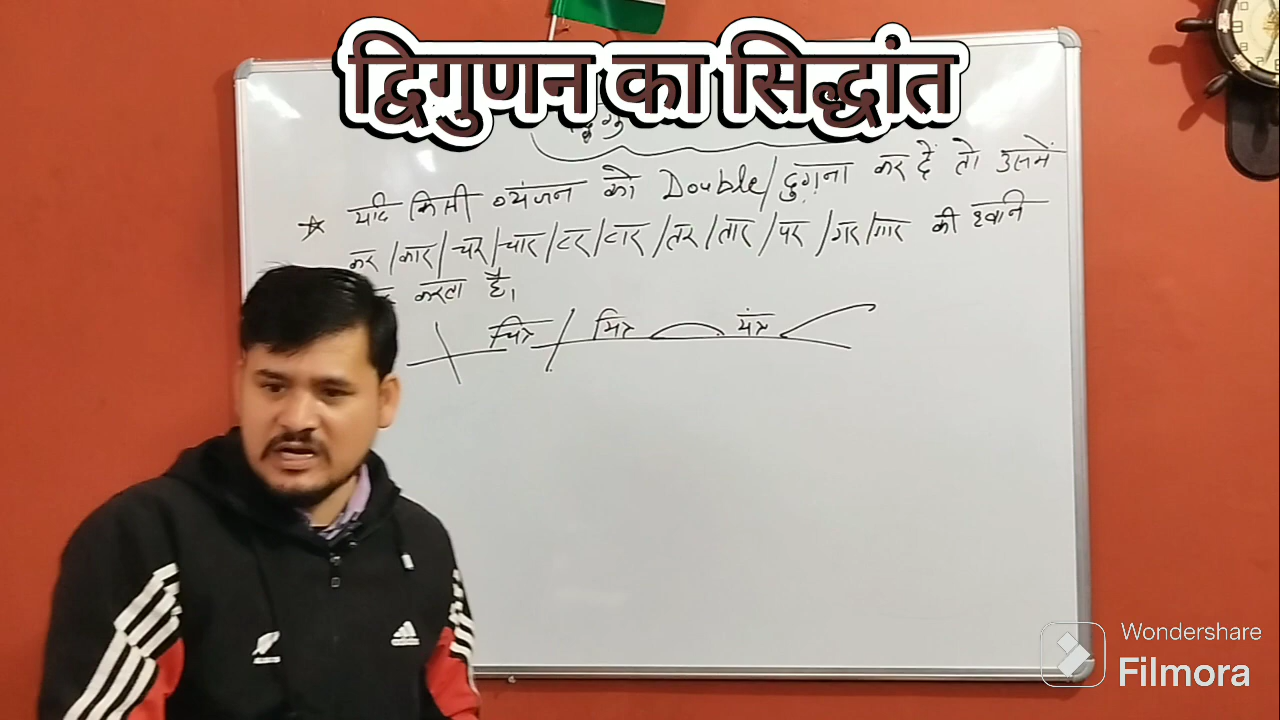 द्विगुणन का सिद्धांत
यदि किसी व्यंजन को Double/दुगना कर दें तो उसमें
कर/कार/चर/चार/टर/टार/तर/तार/पर/गर/गार की ध्वनि
करता है।
चित्र मित्र यंत्र
Wondershare
Filmora